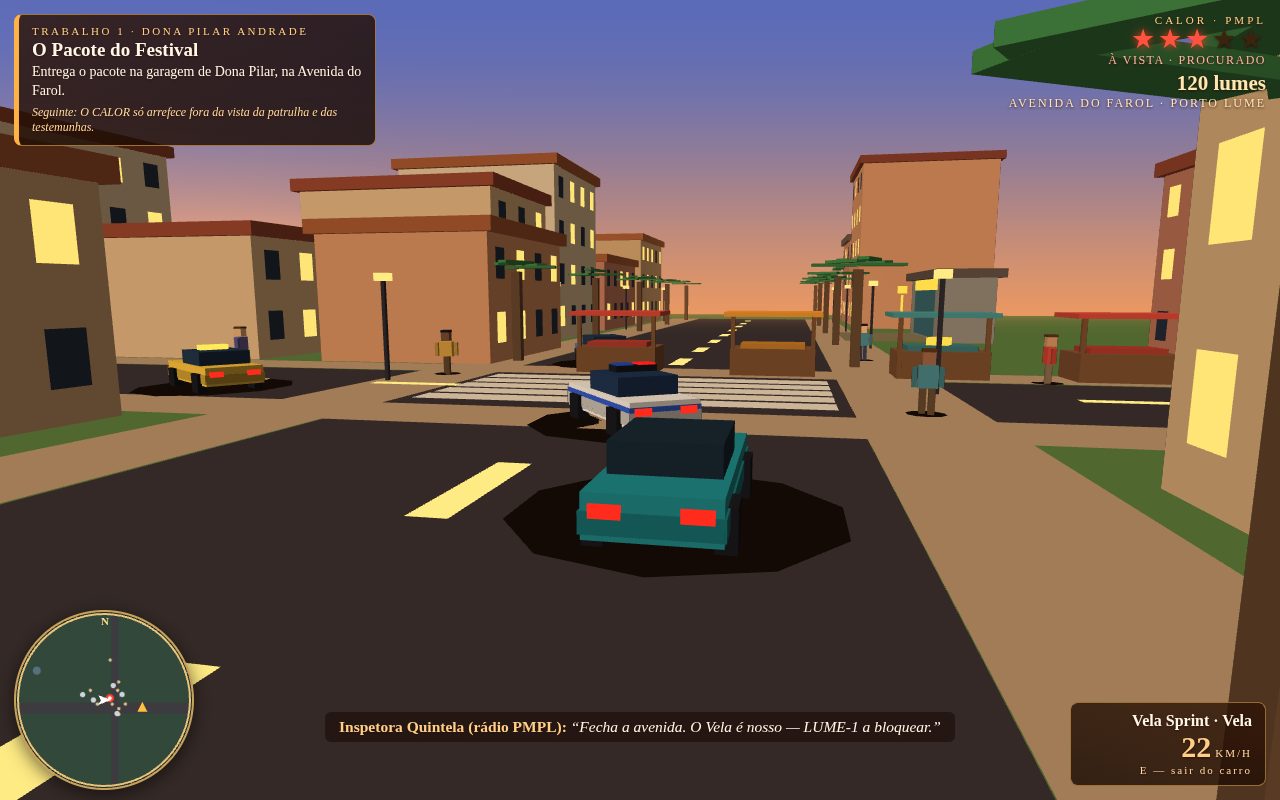 TRABALHO 1 · DONA PILAR ANDRADE
O Pacote do Festival
Entrega o pacote na garagem de Dona Pilar, na Avenida do
Farol.
Seguinte: O CALOR só arrefece fora da vista da patrulha e das
testemunhas.
CALOR · PMPL
★★★★★
À VISTA · PROCURADO
120 lumes
AVENIDA DO FAROL · PORTO LUME
N
Inspetora Quintela (rádio PMPL): “Fecha a avenida. O Vela é nosso — LUME-1 a bloquear.”
Vela Sprint · Vela
22 KM/H
E — sair do carro